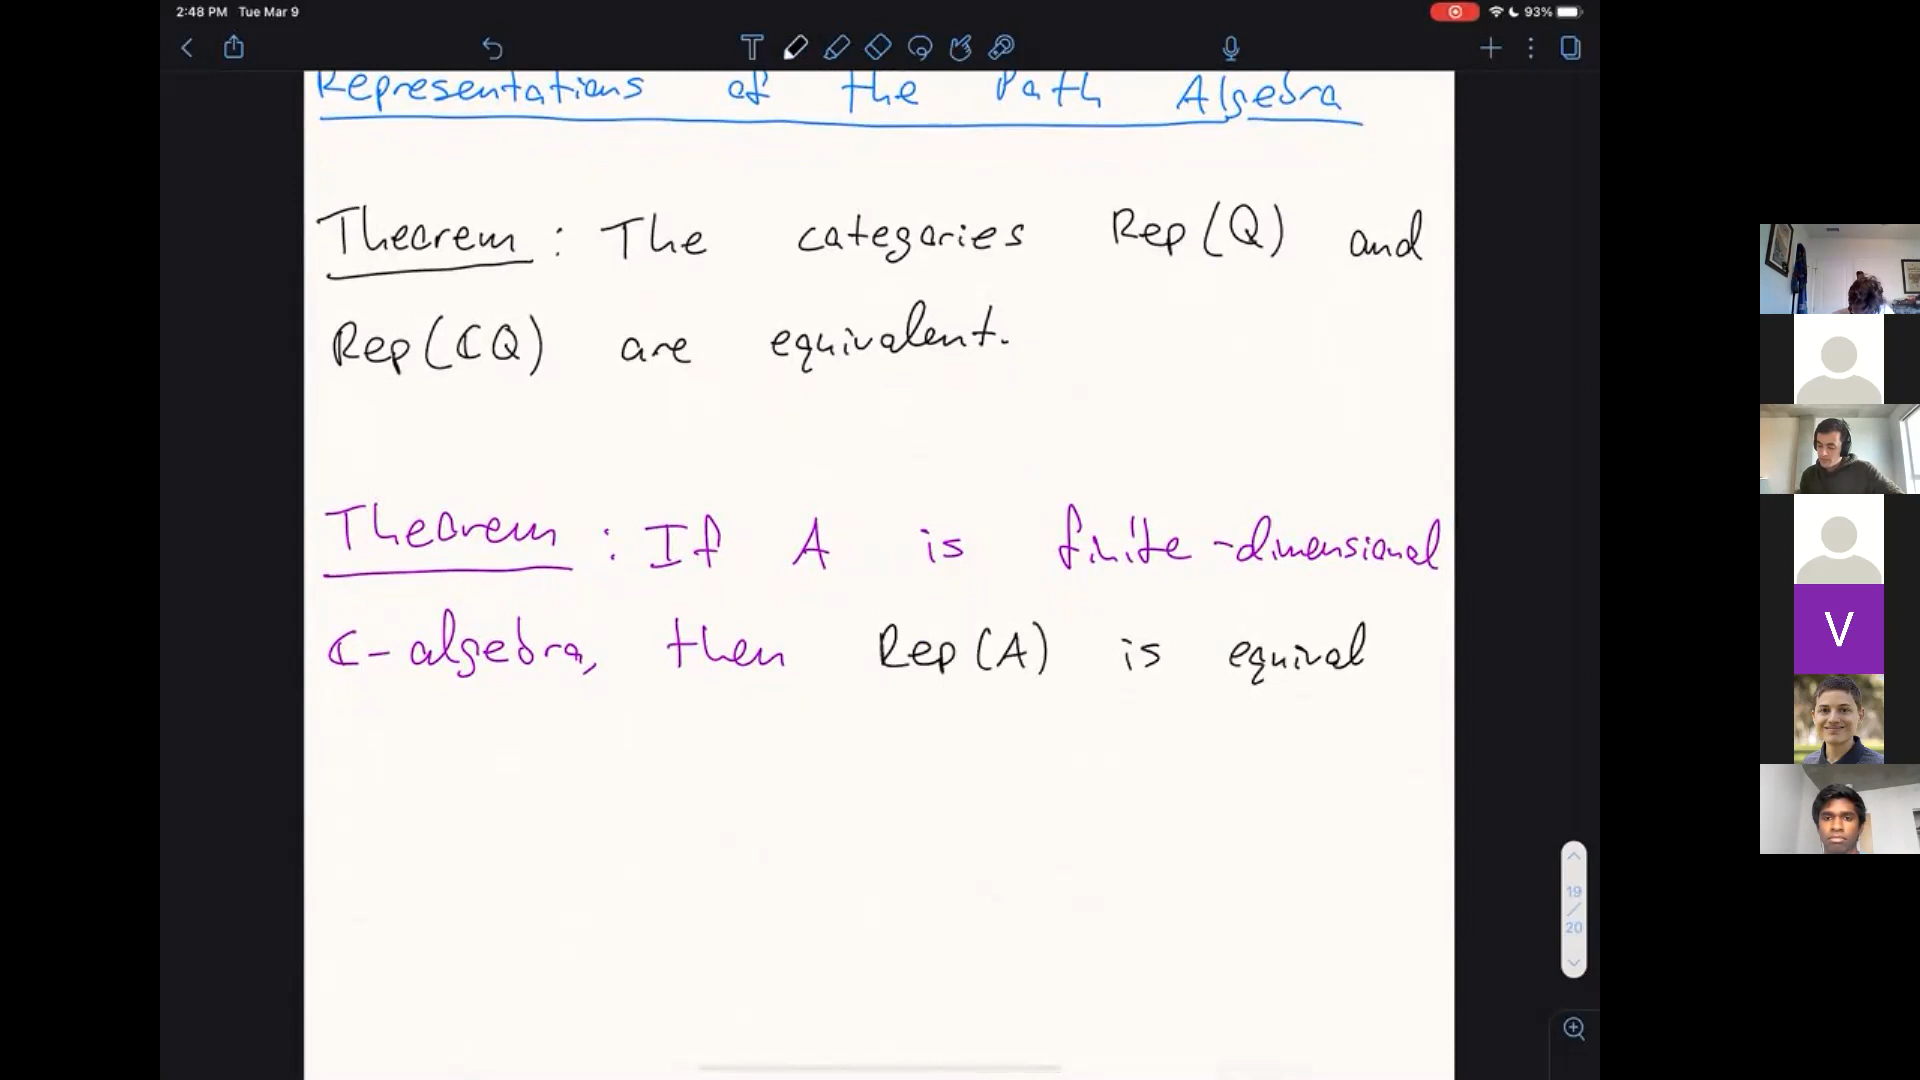 2:48 PM Tue Mar 9
93%
Representations of the Path Algebra
Theorem : The categories Rep(Q) and
Rep(ℂQ) are equivalent.
Theorem : If A is finite-dimensional
ℂ-algebra, then Rep(A) is equival
V
19
/
20